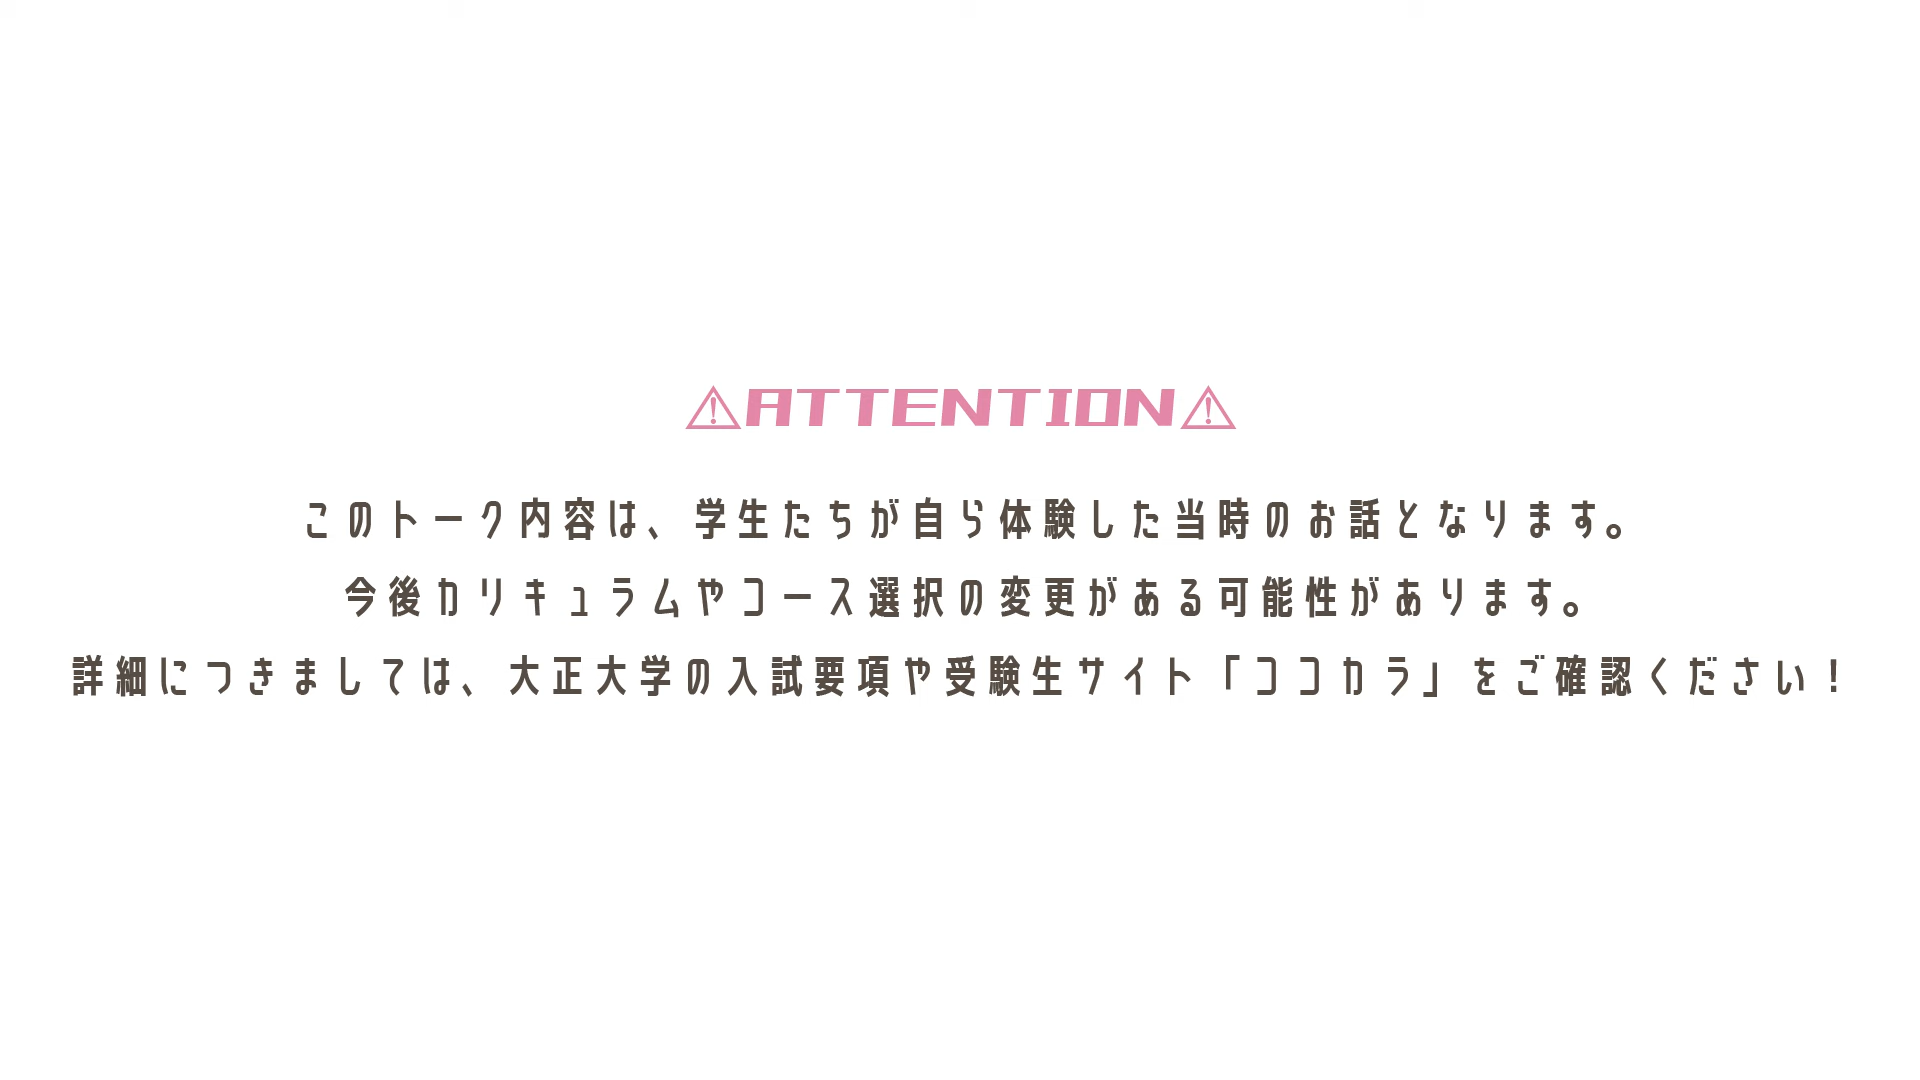 ⚠ATTENTION⚠
このトーク内容は、学生たちが自ら体験した当時のお話となります。
今後カリキュラムやコース選択の変更がある可能性があります。
詳細につきましては、大正大学の入試要項や受験生サイト「ココカラ」をご確認ください！